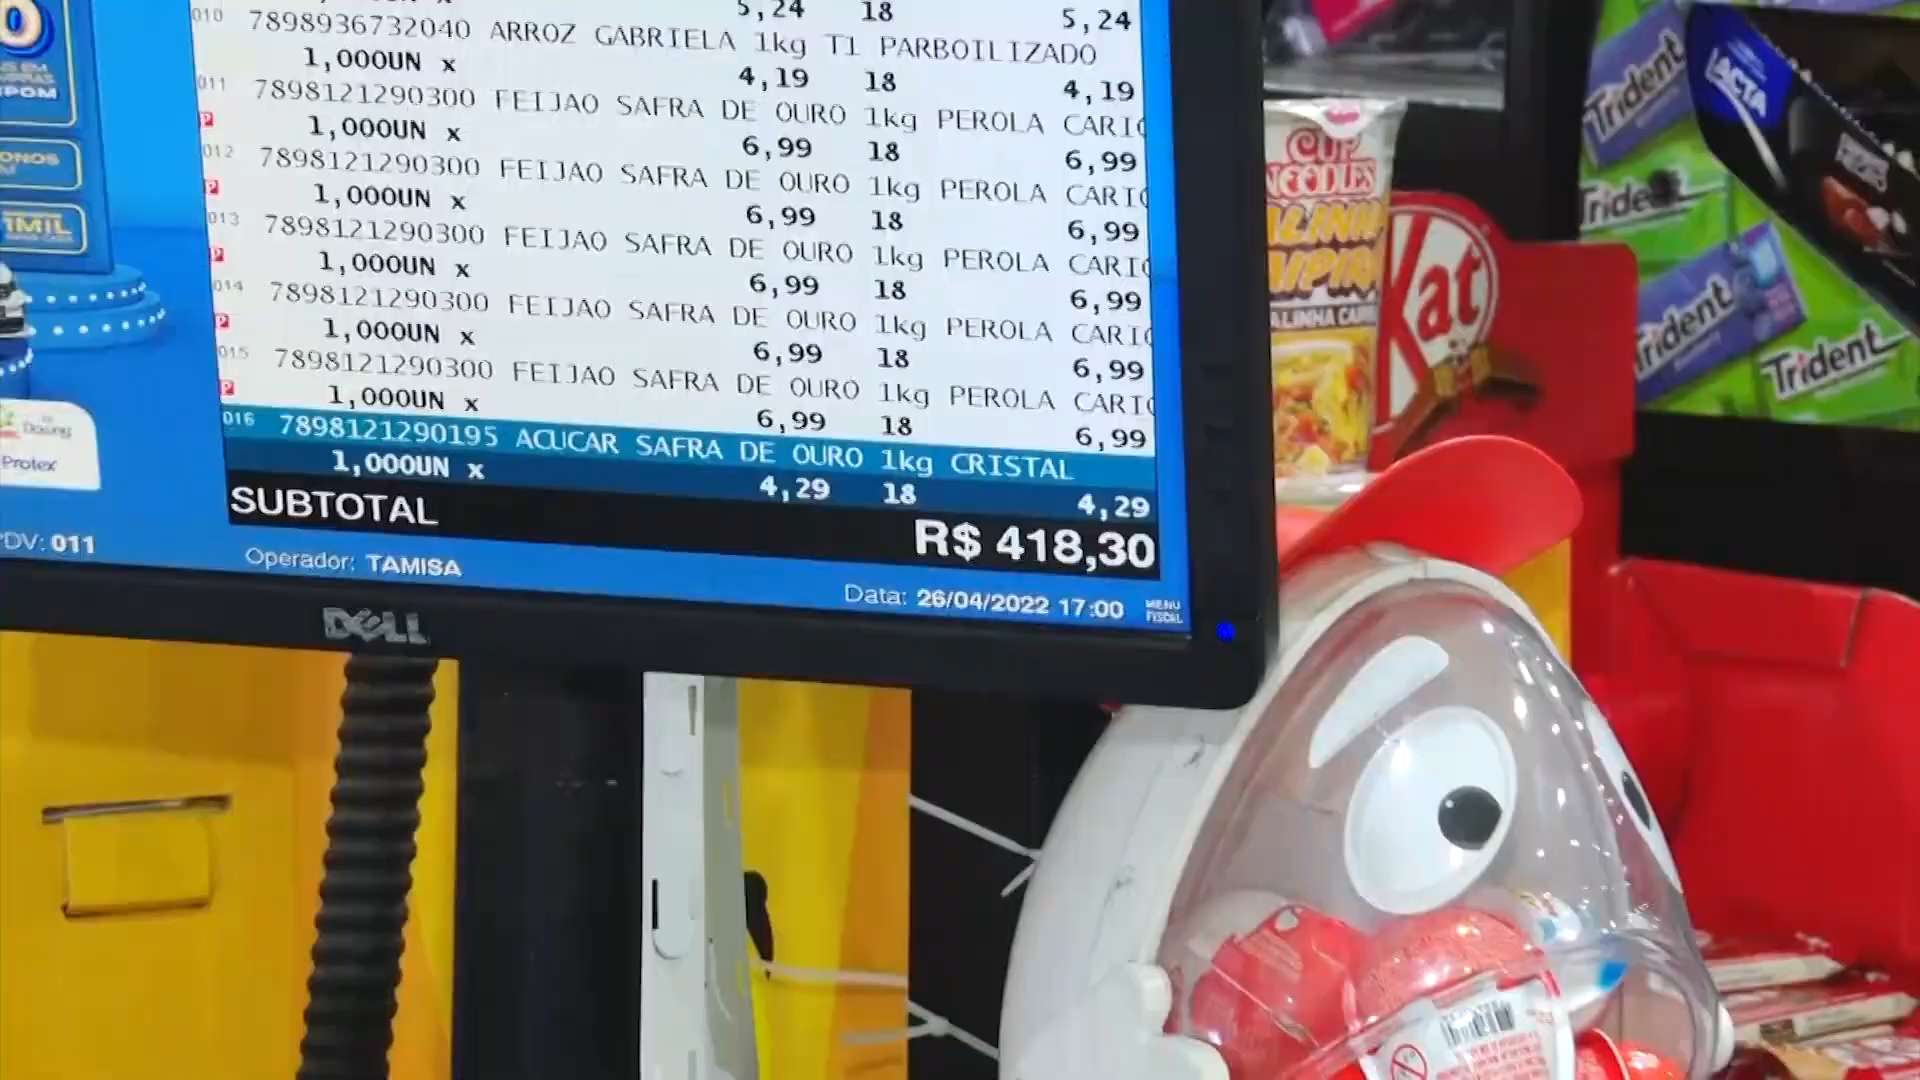 5,24 18 5,24
010 7898936732040 ARROZ GABRIELA 1kg T1 PARBOILIZADO
1,000UN x 4,19 18 4,19
011 7898121290300 FEIJAO SAFRA DE OURO 1kg PEROLA CARIO
P 1,000UN x 6,99 18 6,99
012 7898121290300 FEIJAO SAFRA DE OURO 1kg PEROLA CARIO
P 1,000UN x 6,99 18 6,99
013 7898121290300 FEIJAO SAFRA DE OURO 1kg PEROLA CARIO
P 1,000UN x 6,99 18 6,99
014 7898121290300 FEIJAO SAFRA DE OURO 1kg PEROLA CARIO
P 1,000UN x 6,99 18 6,99
015 7898121290300 FEIJAO SAFRA DE OURO 1kg PEROLA CARIO
P 1,000UN x 6,99 18 6,99
016 7898121290195 ACUCAR SAFRA DE OURO 1kg CRISTAL
1,000UN x 4,29 18 4,29
SUBTOTAL R$ 418,30
PDV: 011
Operador: TAMISA
Data: 26/04/2022 17:00
MENU
FISCAL
1MIL
Protex
DELL
CUP
NOODLES
Kat
Trident
LACTA
Trident
Trident
Trident